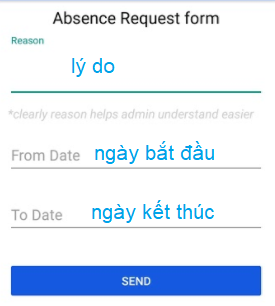 Absence Request form
Reason
lý do
*clearly reason helps admin understand easier
From Date ngày bắt đầu
To Date ngày kết thúc
SEND